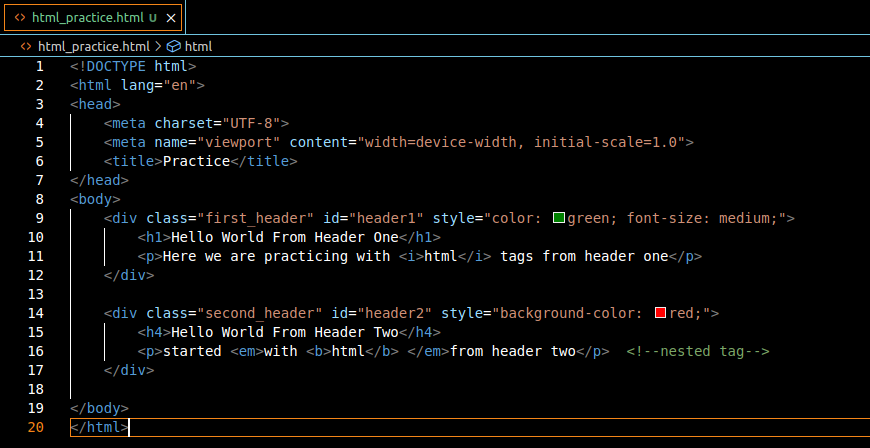 <> html_practice.html U ×
<> html_practice.html > html
1 <!DOCTYPE html>
2 <html lang="en">
3 <head>
4     <meta charset="UTF-8">
5     <meta name="viewport" content="width=device-width, initial-scale=1.0">
6     <title>Practice</title>
7 </head>
8 <body>
9     <div class="first_header" id="header1" style="color: green; font-size: medium;">
10         <h1>Hello World From Header One</h1>
11         <p>Here we are practicing with <i>html</i> tags from header one</p>
12     </div>
13
14     <div class="second_header" id="header2" style="background-color: red;">
15         <h4>Hello World From Header Two</h4>
16         <p>started <em>with <b>html</b> </em>from header two</p>  <!--nested tag-->
17     </div>
18
19 </body>
20 </html>